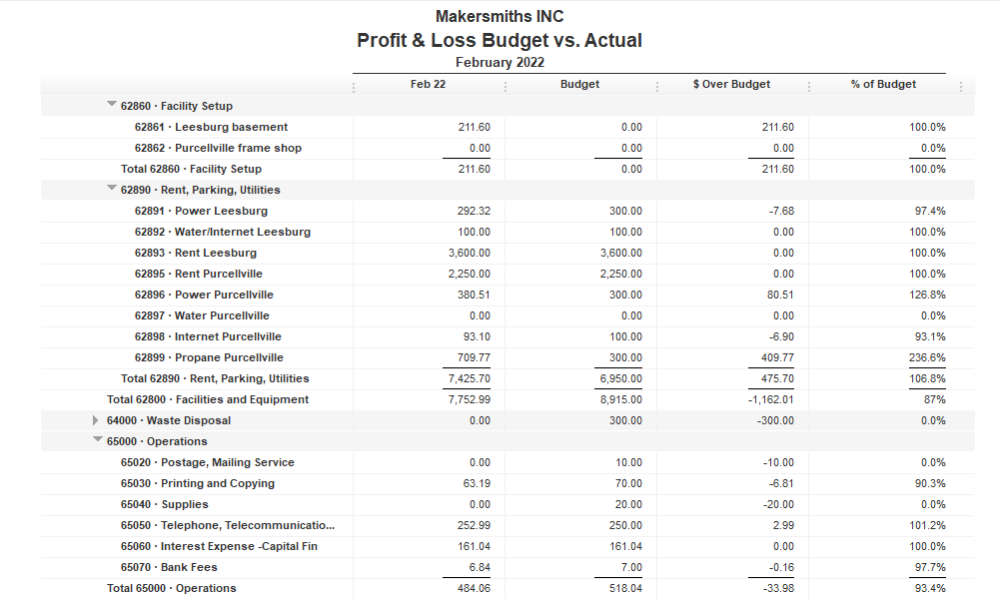 Makersmiths INC
Profit & Loss Budget vs. Actual
February 2022
Feb 22 Budget $ Over Budget % of Budget
62860 · Facility Setup
62861 · Leesburg basement 211.60 0.00 211.60 100.0%
62862 · Purcellville frame shop 0.00 0.00 0.00 0.0%
Total 62860 · Facility Setup 211.60 0.00 211.60 100.0%
62890 · Rent, Parking, Utilities
62891 · Power Leesburg 292.32 300.00 -7.68 97.4%
62892 · Water/Internet Leesburg 100.00 100.00 0.00 100.0%
62893 · Rent Leesburg 3,600.00 3,600.00 0.00 100.0%
62895 · Rent Purcellville 2,250.00 2,250.00 0.00 100.0%
62896 · Power Purcellville 380.51 300.00 80.51 126.8%
62897 · Water Purcellville 0.00 0.00 0.00 0.0%
62898 · Internet Purcellville 93.10 100.00 -6.90 93.1%
62899 · Propane Purcellville 709.77 300.00 409.77 236.6%
Total 62890 · Rent, Parking, Utilities 7,425.70 6,950.00 475.70 106.8%
Total 62800 · Facilities and Equipment 7,752.99 8,915.00 -1,162.01 87%
64000 · Waste Disposal 0.00 300.00 -300.00 0.0%
65000 · Operations
65020 · Postage, Mailing Service 0.00 10.00 -10.00 0.0%
65030 · Printing and Copying 63.19 70.00 -6.81 90.3%
65040 · Supplies 0.00 20.00 -20.00 0.0%
65050 · Telephone, Telecommunicatio... 252.99 250.00 2.99 101.2%
65060 · Interest Expense -Capital Fin 161.04 161.04 0.00 100.0%
65070 · Bank Fees 6.84 7.00 -0.16 97.7%
Total 65000 · Operations 484.06 518.04 -33.98 93.4%